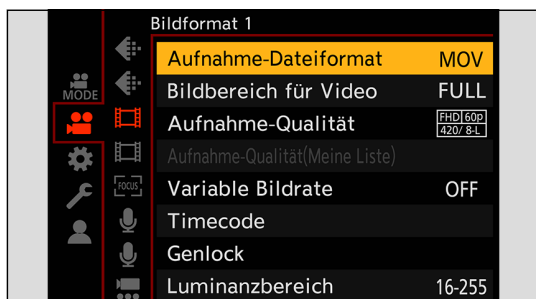 Bildformat 1
MODE
FOCUS
Aufnahme-Dateiformat MOV
Bildbereich für Video FULL
Aufnahme-Qualität FHD 60p 420/ 8-L
Aufnahme-Qualität(Meine Liste)
Variable Bildrate OFF
Timecode
Genlock
Luminanzbereich 16-255